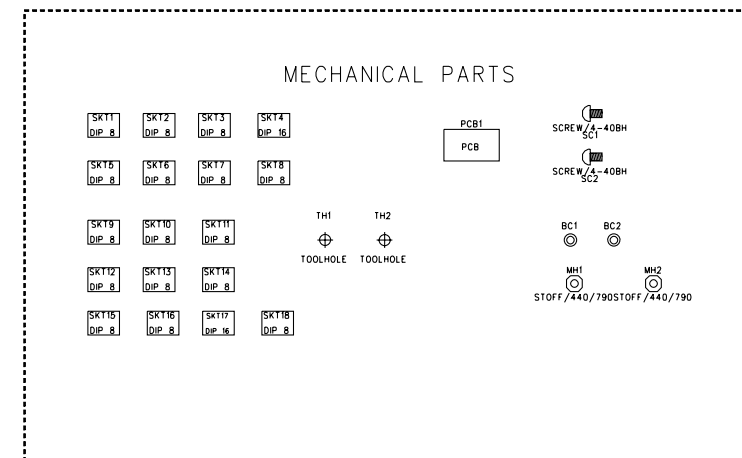 MECHANICAL PARTS
SKT1 SKT2 SKT3 SKT4
DIP 8 DIP 8 DIP 8 DIP 16
PCB1
PCB
SCREW/4-40BH
SC1
SKT5 SKT6 SKT7 SKT8
DIP 8 DIP 8 DIP 8 DIP 8
SCREW/4-40BH
SC2
SKT9 SKT10 SKT11
DIP 8 DIP 8 DIP 8
TH1 TH2
TOOLHOLE TOOLHOLE
BC1 BC2
SKT12 SKT13 SKT14
DIP 8 DIP 8 DIP 8
MH1 MH2
STOFF/440/790STOFF/440/790
SKT15 SKT16 SKT17 SKT18
DIP 8 DIP 8 DIP 16 DIP 8